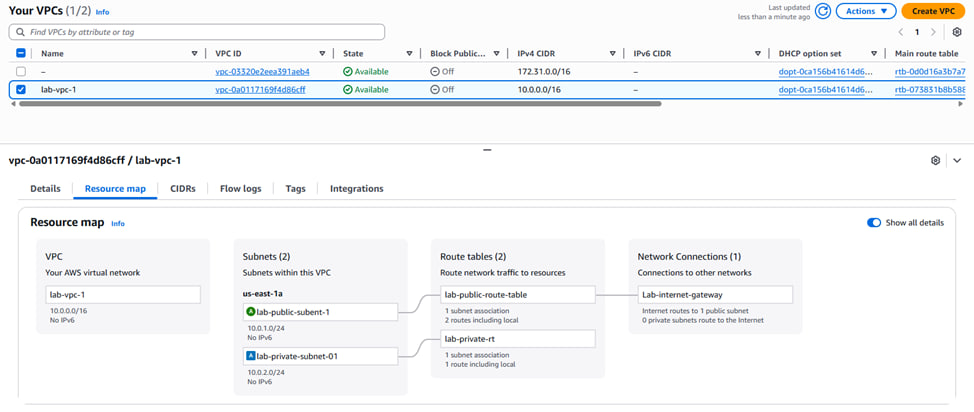 Your VPCs (1/2) Info
Last updated
less than a minute ago
Actions
Create VPC
Find VPCs by attribute or tag
1
Name VPC ID State Block Public... IPv4 CIDR IPv6 CIDR DHCP option set Main route table
– vpc-03320e2eea391aeb4 Available Off 172.31.0.0/16 – dopt-0ca156b41614d6... rtb-0d0d16a3b7a7
lab-vpc-1 vpc-0a0117169f4d86cff Available Off 10.0.0.0/16 – dopt-0ca156b41614d6... rtb-073831b8b588
vpc-0a0117169f4d86cff / lab-vpc-1
Details Resource map CIDRs Flow logs Tags Integrations
Resource map Info
Show all details
VPC
Your AWS virtual network
lab-vpc-1
10.0.0.0/16
No IPv6
Subnets (2)
Subnets within this VPC
us-east-1a
A lab-public-subent-1
10.0.1.0/24
No IPv6
A lab-private-subnet-01
10.0.2.0/24
No IPv6
Route tables (2)
Route network traffic to resources
lab-public-route-table
1 subnet association
2 routes including local
lab-private-rt
1 subnet association
1 route including local
Network Connections (1)
Connections to other networks
Lab-internet-gateway
Internet routes to 1 public subnet
0 private subnets route to the Internet